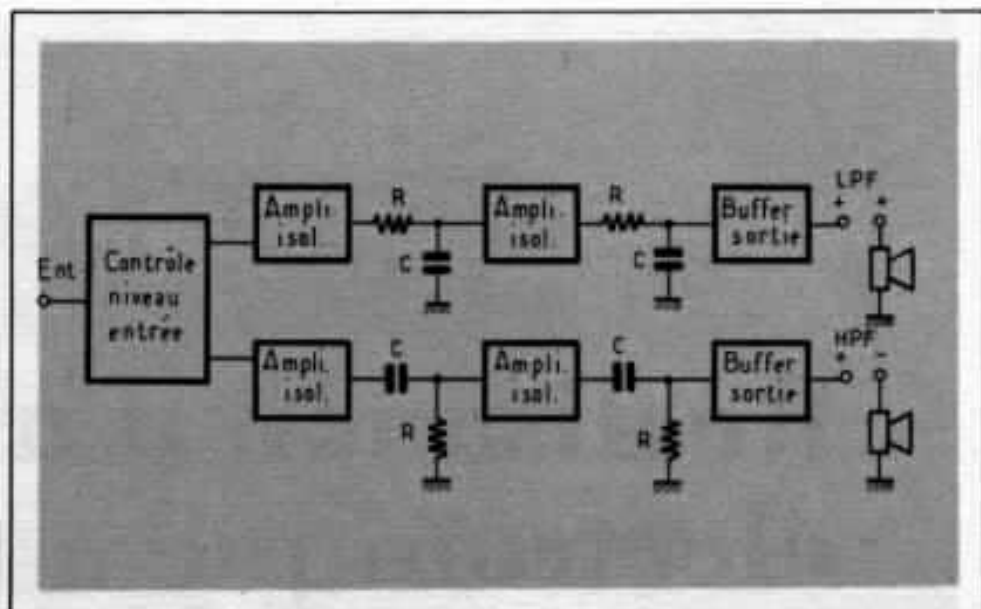 Ent.
Contrôle
niveau
entrée
Ampli.
isol.
R
C
Ampli.
isol.
R
C
Buffer
sortie
LPF
+ +
Ampli.
isol.
C
R
Ampli.
isol.
C
R
Buffer
sortie
HPF
+ -